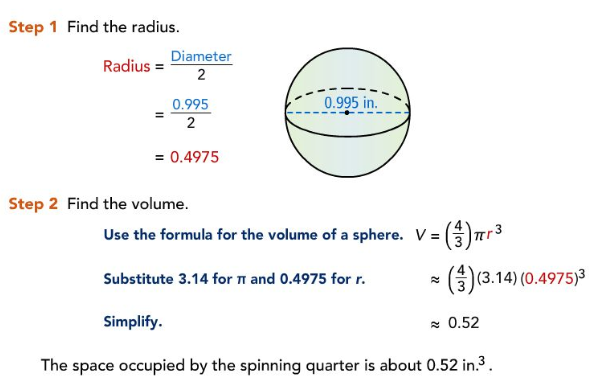 Step 1 Find the radius.
Radius = Diameter / 2
= 0.995 / 2
= 0.4975
0.995 in.
Step 2 Find the volume.
Use the formula for the volume of a sphere. V = (4/3)πr³
Substitute 3.14 for π and 0.4975 for r. ≈ (4/3)(3.14)(0.4975)³
Simplify. ≈ 0.52
The space occupied by the spinning quarter is about 0.52 in.³ .